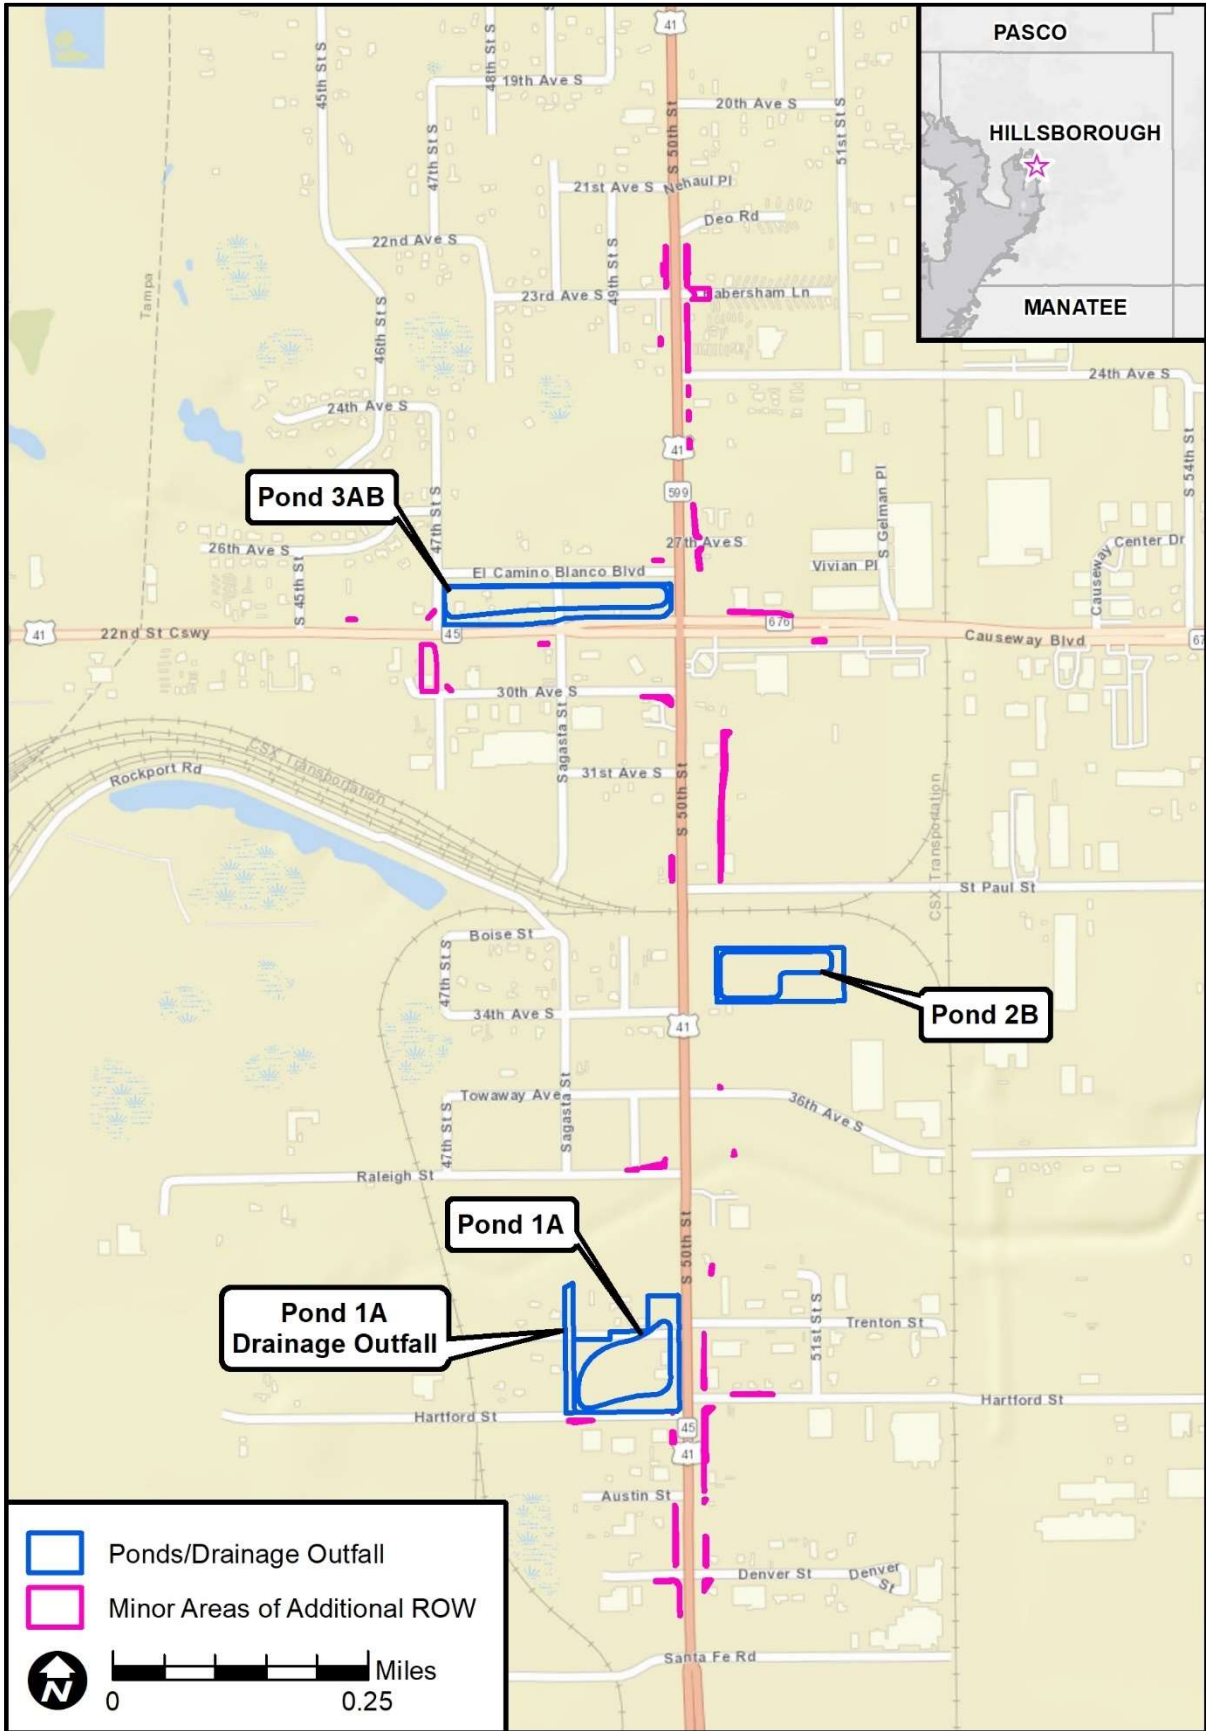 41
PASCO
HILLSBOROUGH
MANATEE
45th St S
48th St S
19th Ave S
S 50th St
20th Ave S
51st St S
47th St S
21st Ave S
Nehaul Pl
Deo Rd
22nd Ave S
49th St S
Tampa
23rd Ave S
abersham Ln
46th St S
24th Ave S
24th Ave S
41
S 54th St
Pond 3AB
599
S Gelman Pl
47th St S
26th Ave S
27th Ave S
Causeway Center Dr
El Camino Blanco Blvd
Vivian Pl
S 45th St
41
22nd St Cswy
45
676
Causeway Blvd
67
30th Ave S
Sagasta St
CSX Transportation
Rockport Rd
31st Ave S
S 50th St
CSX Transportation
St Paul St
Boise St
47th St S
Pond 2B
34th Ave S
41
Towaway Ave
Sagasta St
36th Ave S
47th St S
Raleigh St
Pond 1A
S 50th St
Pond 1A
Drainage Outfall
Trenton St
51st St S
Hartford St
Hartford St
45
41
Austin St
Denver St
Denver
St
Santa Fe Rd
Ponds/Drainage Outfall
Minor Areas of Additional ROW
N
Miles
0 0.25